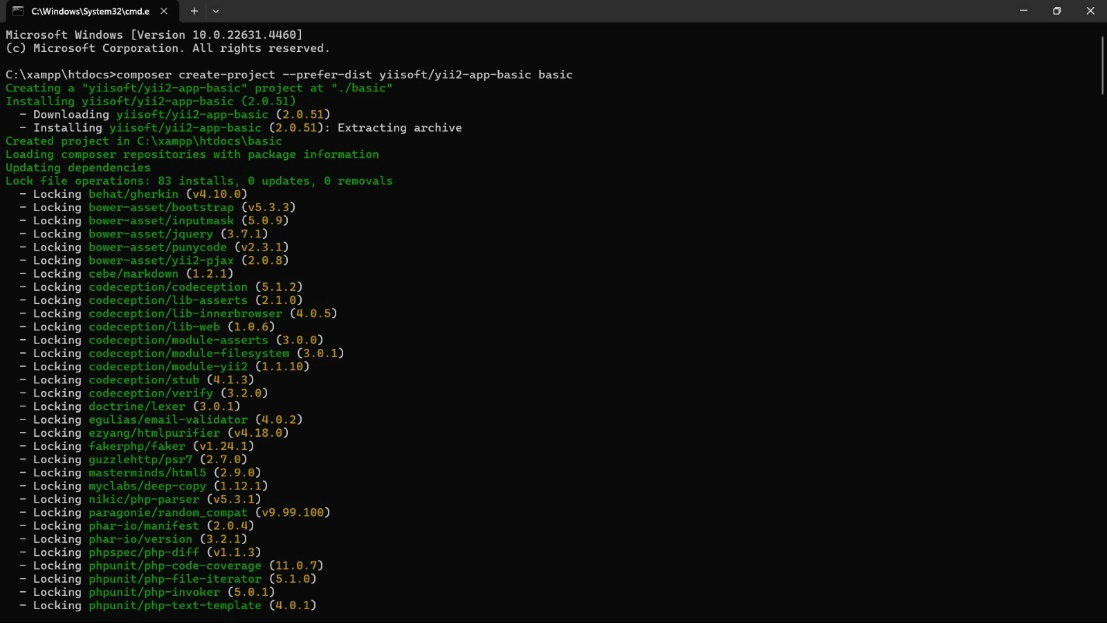 C:\Windows\System32\cmd.e
Microsoft Windows [Version 10.0.22631.4460]
(c) Microsoft Corporation. All rights reserved.
C:\xampp\htdocs>composer create-project --prefer-dist yiisoft/yii2-app-basic basic
Creating a "yiisoft/yii2-app-basic" project at "./basic"
Installing yiisoft/yii2-app-basic (2.0.51)
- Downloading yiisoft/yii2-app-basic (2.0.51)
- Installing yiisoft/yii2-app-basic (2.0.51): Extracting archive
Created project in C:\xampp\htdocs\basic
Loading composer repositories with package information
Updating dependencies
Lock file operations: 83 installs, 0 updates, 0 removals
- Locking behat/gherkin (v4.10.0)
- Locking bower-asset/bootstrap (v5.3.3)
- Locking bower-asset/inputmask (5.0.9)
- Locking bower-asset/jquery (3.7.1)
- Locking bower-asset/punycode (v2.3.1)
- Locking bower-asset/yii2-pjax (2.0.8)
- Locking cebe/markdown (1.2.1)
- Locking codeception/codeception (5.1.2)
- Locking codeception/lib-asserts (2.1.0)
- Locking codeception/lib-innerbrowser (4.0.5)
- Locking codeception/lib-web (1.0.6)
- Locking codeception/module-asserts (3.0.0)
- Locking codeception/module-filesystem (3.0.1)
- Locking codeception/module-yii2 (1.1.10)
- Locking codeception/stub (4.1.3)
- Locking codeception/verify (3.2.0)
- Locking doctrine/lexer (3.0.1)
- Locking egulias/email-validator (4.0.2)
- Locking ezyang/htmlpurifier (v4.18.0)
- Locking fakerphp/faker (v1.24.1)
- Locking guzzlehttp/psr7 (2.7.0)
- Locking masterminds/html5 (2.9.0)
- Locking myclabs/deep-copy (1.12.1)
- Locking nikic/php-parser (v5.3.1)
- Locking paragonie/random_compat (v9.99.100)
- Locking phar-io/manifest (2.0.4)
- Locking phar-io/version (3.2.1)
- Locking phpspec/php-diff (v1.1.3)
- Locking phpunit/php-code-coverage (11.0.7)
- Locking phpunit/php-file-iterator (5.1.0)
- Locking phpunit/php-invoker (5.0.1)
- Locking phpunit/php-text-template (4.0.1)